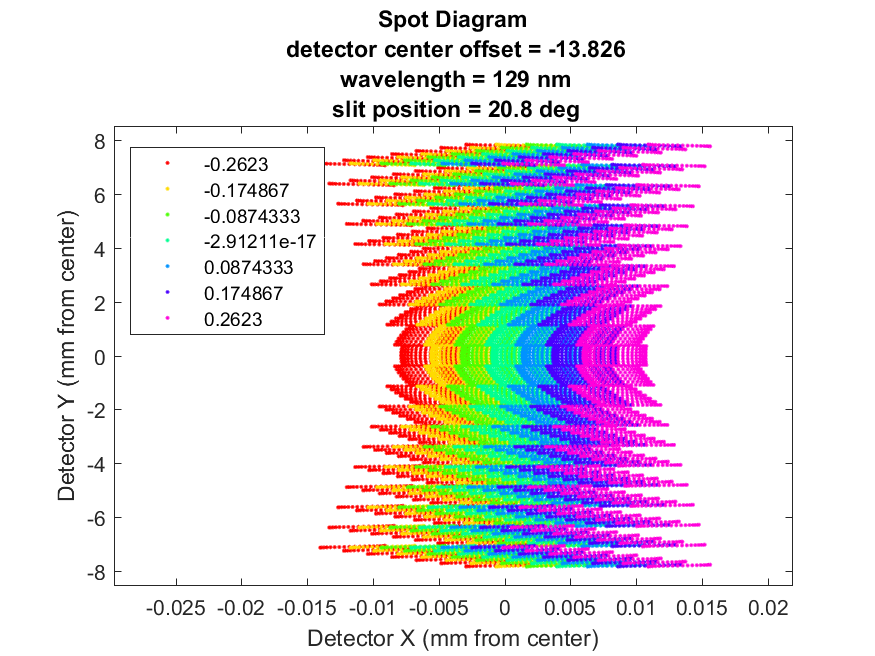 Spot Diagram
detector center offset = -13.826
wavelength = 129 nm
slit position = 20.8 deg
Detector Y (mm from center)
8
6
4
2
0
-2
-4
-6
-8
-0.2623
-0.174867
-0.0874333
-2.91211e-17
0.0874333
0.174867
0.2623
-0.025 -0.02 -0.015 -0.01 -0.005 0 0.005 0.01 0.015 0.02
Detector X (mm from center)